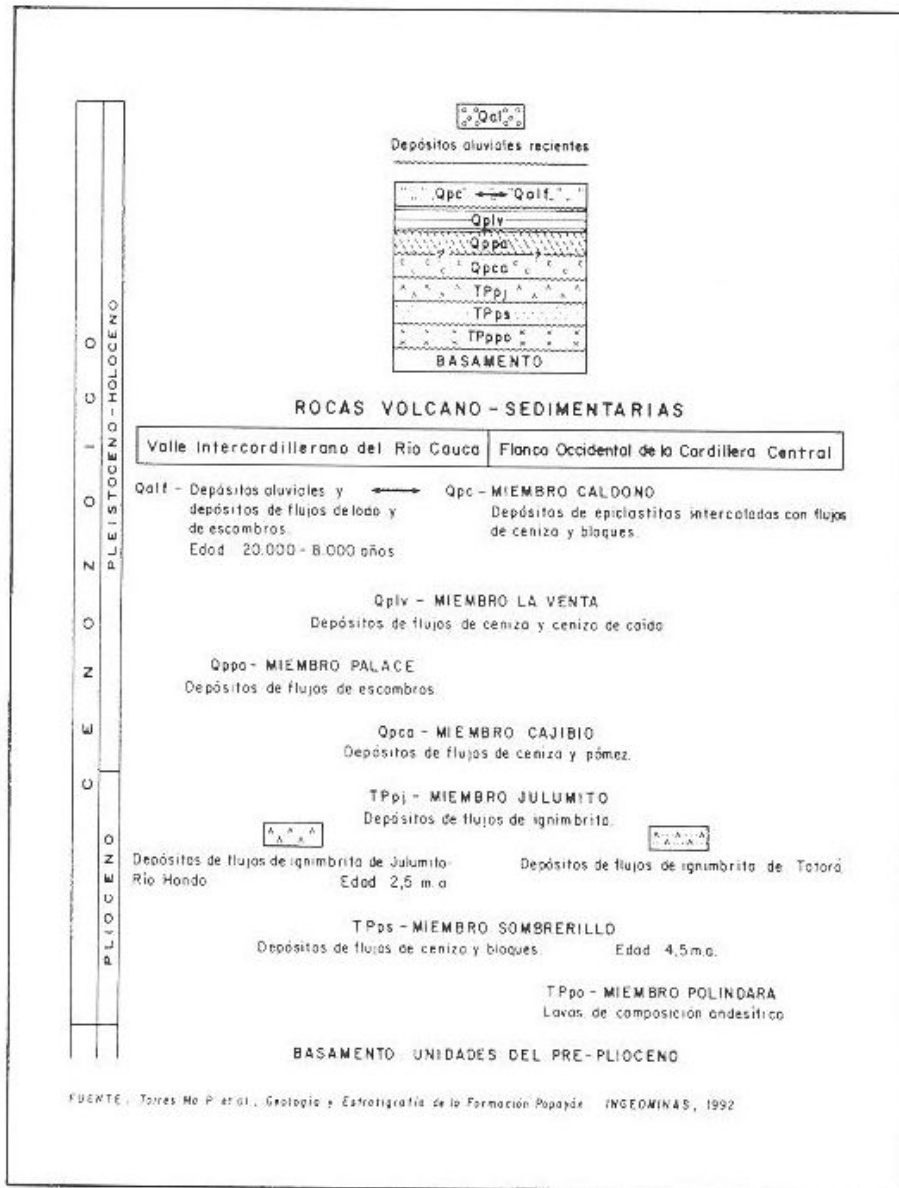 Qal
Depósitos aluviales recientes
Qpc Qalf
Qplv
Qppa
? ?
Qpca
TPpj
TPps
TPppo
BASAMENTO
CENOZOICO
PLEISTOCENO-HOLOCENO
PLIOCENO
ROCAS VOLCANO-SEDIMENTARIAS
Valle Intercordillerano del Río Cauca Flanco Occidental de la Cordillera Central
Qalf - Depósitos aluviales y
depósitos de flujos de lodo y
de escombros.
Edad 20.000 - 8.000 años
Qpc - MIEMBRO CALDONO
Depósitos de epiclastitas intercaladas con flujos
de ceniza y bloques.
Qplv - MIEMBRO LA VENTA
Depósitos de flujos de ceniza y ceniza de caída
Qppa - MIEMBRO PALACE
Depósitos de flujos de escombros
Qpca - MIEMBRO CAJIBIO
Depósitos de flujos de ceniza y pómez.
TPpj - MIEMBRO JULUMITO
Depósitos de flujos de ignimbrita.
Depósitos de flujos de ignimbrita de Julumito-
Río Hondo Edad 2,5 m.a
Depósitos de flujos de ignimbrita de Totoró
TPps - MIEMBRO SOMBRERILLO
Depósitos de flujos de ceniza y bloques. Edad 4,5 m.a.
TPpo - MIEMBRO POLINDARA
Lavas de composición andesítica
BASAMENTO: UNIDADES DEL PRE-PLIOCENO
FUENTE: Torres Ma P et al., Geología y Estratigrafía de la Formación Popayán INGEOMINAS, 1992